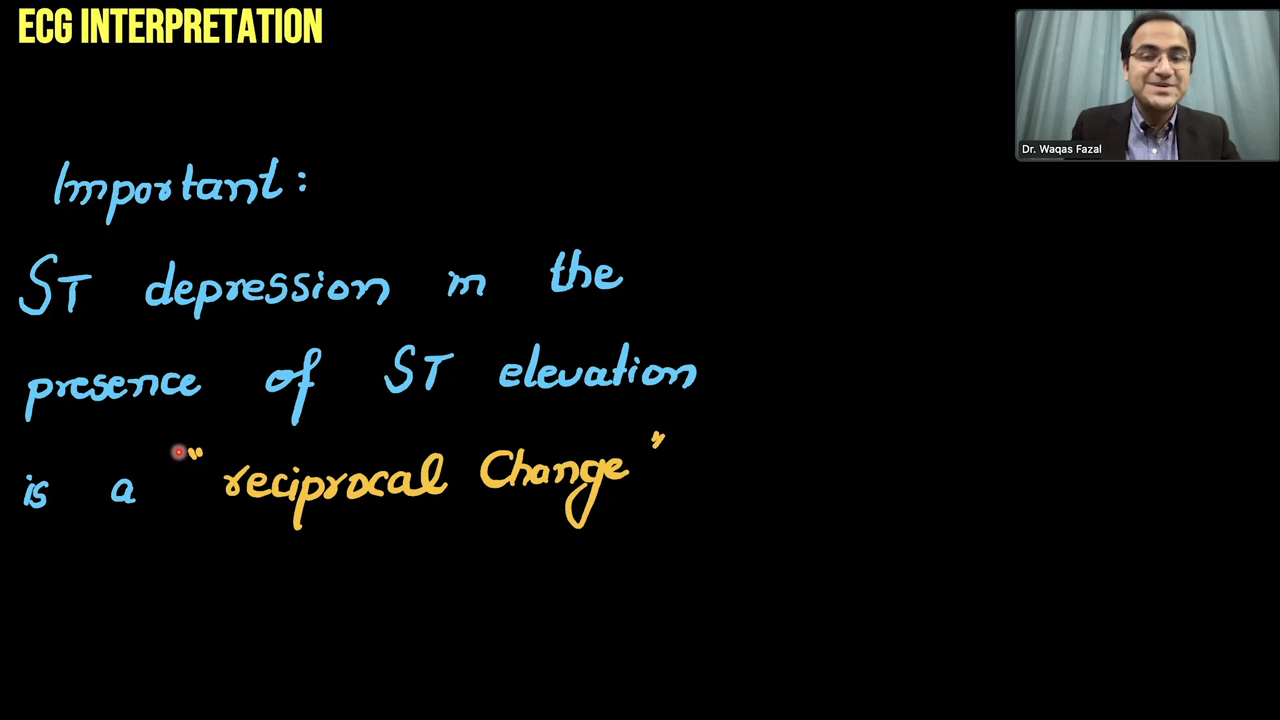 ECG INTERPRETATION
Dr. Waqas Fazal
Important:
ST depression in the
presence of ST elevation
is a "reciprocal Change"